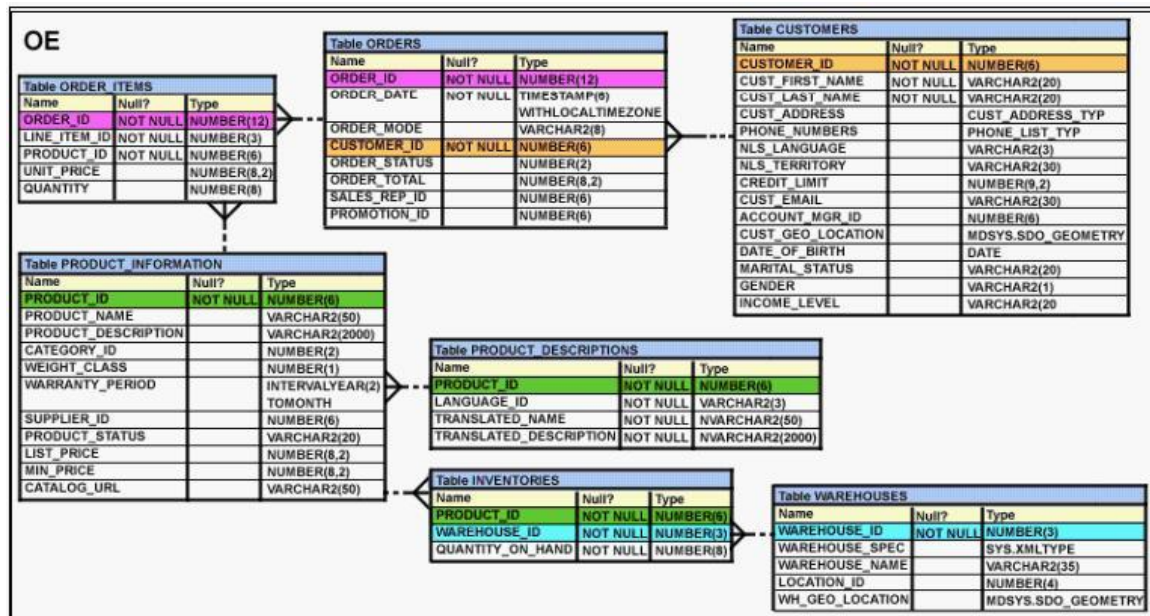 OE
Table ORDER_ITEMS
Name Null? Type
ORDER_ID NOT NULL NUMBER(12)
LINE_ITEM_ID NOT NULL NUMBER(3)
PRODUCT_ID NOT NULL NUMBER(6)
UNIT_PRICE NUMBER(8,2)
QUANTITY NUMBER(8)
Table ORDERS
Name Null? Type
ORDER_ID NOT NULL NUMBER(12)
ORDER_DATE NOT NULL TIMESTAMP(6)
WITHLOCALTIMEZONE
ORDER_MODE VARCHAR2(8)
CUSTOMER_ID NOT NULL NUMBER(6)
ORDER_STATUS NUMBER(2)
ORDER_TOTAL NUMBER(8,2)
SALES_REP_ID NUMBER(6)
PROMOTION_ID NUMBER(6)
Table CUSTOMERS
Name Null? Type
CUSTOMER_ID NOT NULL NUMBER(6)
CUST_FIRST_NAME NOT NULL VARCHAR2(20)
CUST_LAST_NAME NOT NULL VARCHAR2(20)
CUST_ADDRESS CUST_ADDRESS_TYP
PHONE_NUMBERS PHONE_LIST_TYP
NLS_LANGUAGE VARCHAR2(3)
NLS_TERRITORY VARCHAR2(30)
CREDIT_LIMIT NUMBER(9,2)
CUST_EMAIL VARCHAR2(30)
ACCOUNT_MGR_ID NUMBER(6)
CUST_GEO_LOCATION MDSYS.SDO_GEOMETRY
DATE_OF_BIRTH DATE
MARITAL_STATUS VARCHAR2(20)
GENDER VARCHAR2(1)
INCOME_LEVEL VARCHAR2(20
Table PRODUCT_INFORMATION
Name Null? Type
PRODUCT_ID NOT NULL NUMBER(6)
PRODUCT_NAME VARCHAR2(50)
PRODUCT_DESCRIPTION VARCHAR2(2000)
CATEGORY_ID NUMBER(2)
WEIGHT_CLASS NUMBER(1)
WARRANTY_PERIOD INTERVALYEAR(2)
TOMONTH
SUPPLIER_ID NUMBER(6)
PRODUCT_STATUS VARCHAR2(20)
LIST_PRICE NUMBER(8,2)
MIN_PRICE NUMBER(8,2)
CATALOG_URL VARCHAR2(50)
Table PRODUCT_DESCRIPTIONS
Name Null? Type
PRODUCT_ID NOT NULL NUMBER(6)
LANGUAGE_ID NOT NULL VARCHAR2(3)
TRANSLATED_NAME NOT NULL NVARCHAR2(50)
TRANSLATED_DESCRIPTION NOT NULL NVARCHAR2(2000)
Table INVENTORIES
Name Null? Type
PRODUCT_ID NOT NULL NUMBER(6)
WAREHOUSE_ID NOT NULL NUMBER(3)
QUANTITY_ON_HAND NOT NULL NUMBER(8)
Table WAREHOUSES
Name Null? Type
WAREHOUSE_ID NOT NULL NUMBER(3)
WAREHOUSE_SPEC SYS.XMLTYPE
WAREHOUSE_NAME VARCHAR2(35)
LOCATION_ID NUMBER(4)
WH_GEO_LOCATION MDSYS.SDO_GEOMETRY